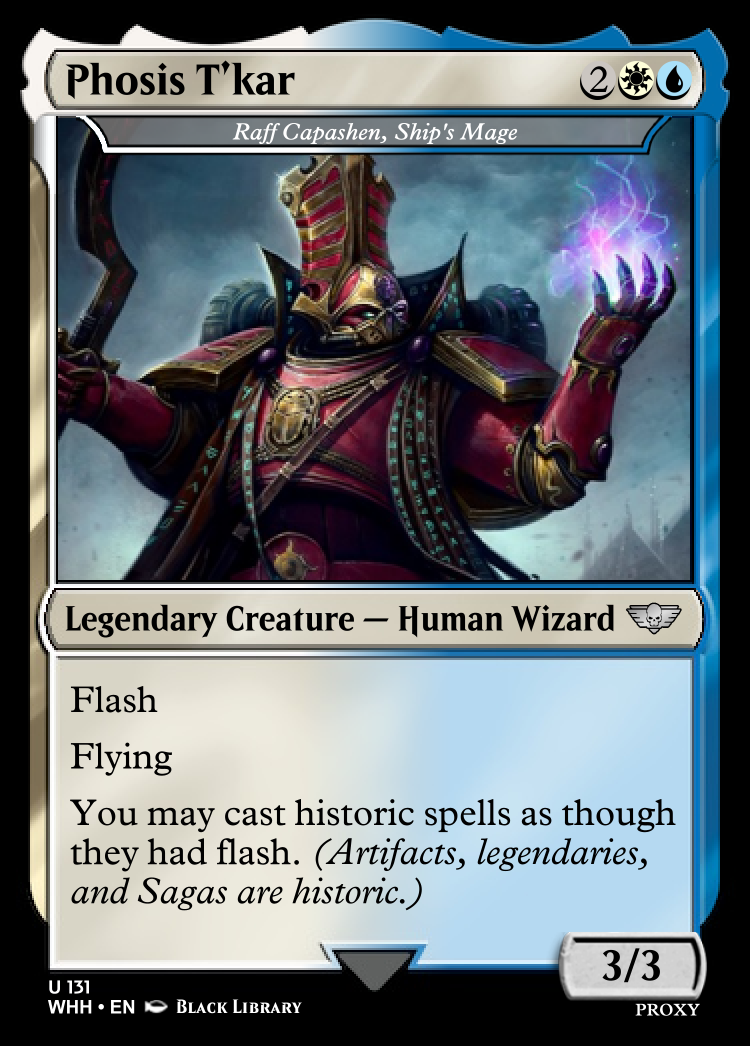 Phosis T'kar 2
Raff Capashen, Ship's Mage
Legendary Creature — Human Wizard
Flash
Flying
You may cast historic spells as though
they had flash. (Artifacts, legendaries,
and Sagas are historic.)
3/3
U 131
WHH • EN BLACK LIBRARY
PROXY